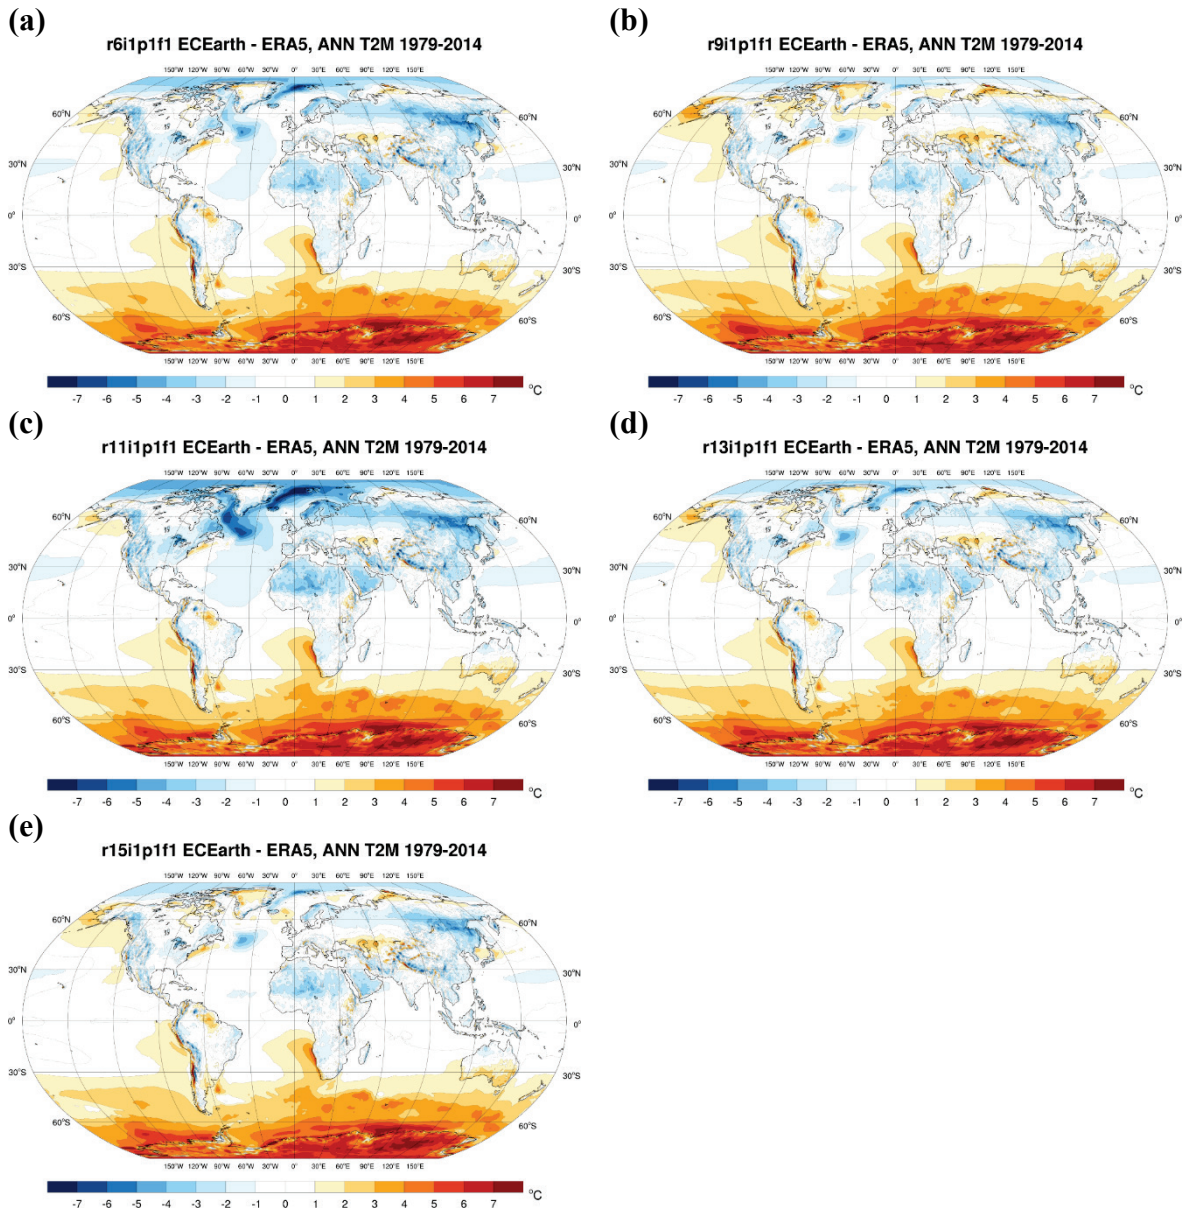 (a)
r6i1p1f1 ECEarth - ERA5, ANN T2M 1979-2014
150°W 120°W 90°W 60°W 30°W 0° 30°E 60°E 90°E 120°E 150°E
60°N 60°N
30°N 30°N
0° 0°
30°S 30°S
60°S 60°S
150°W 120°W 90°W 60°W 30°W 0° 30°E 60°E 90°E 120°E 150°E
-7 -6 -5 -4 -3 -2 -1 0 1 2 3 4 5 6 7 °C
(b)
r9i1p1f1 ECEarth - ERA5, ANN T2M 1979-2014
150°W 120°W 90°W 60°W 30°W 0° 30°E 60°E 90°E 120°E 150°E
60°N 60°N
30°N 30°N
0° 0°
30°S 30°S
60°S 60°S
150°W 120°W 90°W 60°W 30°W 0° 30°E 60°E 90°E 120°E 150°E
-7 -6 -5 -4 -3 -2 -1 0 1 2 3 4 5 6 7 °C
(c)
r11i1p1f1 ECEarth - ERA5, ANN T2M 1979-2014
150°W 120°W 90°W 60°W 30°W 0° 30°E 60°E 90°E 120°E 150°E
60°N 60°N
30°N 30°N
0° 0°
30°S 30°S
60°S 60°S
150°W 120°W 90°W 60°W 30°W 0° 30°E 60°E 90°E 120°E 150°E
-7 -6 -5 -4 -3 -2 -1 0 1 2 3 4 5 6 7 °C
(d)
r13i1p1f1 ECEarth - ERA5, ANN T2M 1979-2014
150°W 120°W 90°W 60°W 30°W 0° 30°E 60°E 90°E 120°E 150°E
60°N 60°N
30°N 30°N
0° 0°
30°S 30°S
60°S 60°S
150°W 120°W 90°W 60°W 30°W 0° 30°E 60°E 90°E 120°E 150°E
-7 -6 -5 -4 -3 -2 -1 0 1 2 3 4 5 6 7 °C
(e)
r15i1p1f1 ECEarth - ERA5, ANN T2M 1979-2014
150°W 120°W 90°W 60°W 30°W 0° 30°E 60°E 90°E 120°E 150°E
60°N 60°N
30°N 30°N
0° 0°
30°S 30°S
60°S 60°S
150°W 120°W 90°W 60°W 30°W 0° 30°E 60°E 90°E 120°E 150°E
-7 -6 -5 -4 -3 -2 -1 0 1 2 3 4 5 6 7 °C